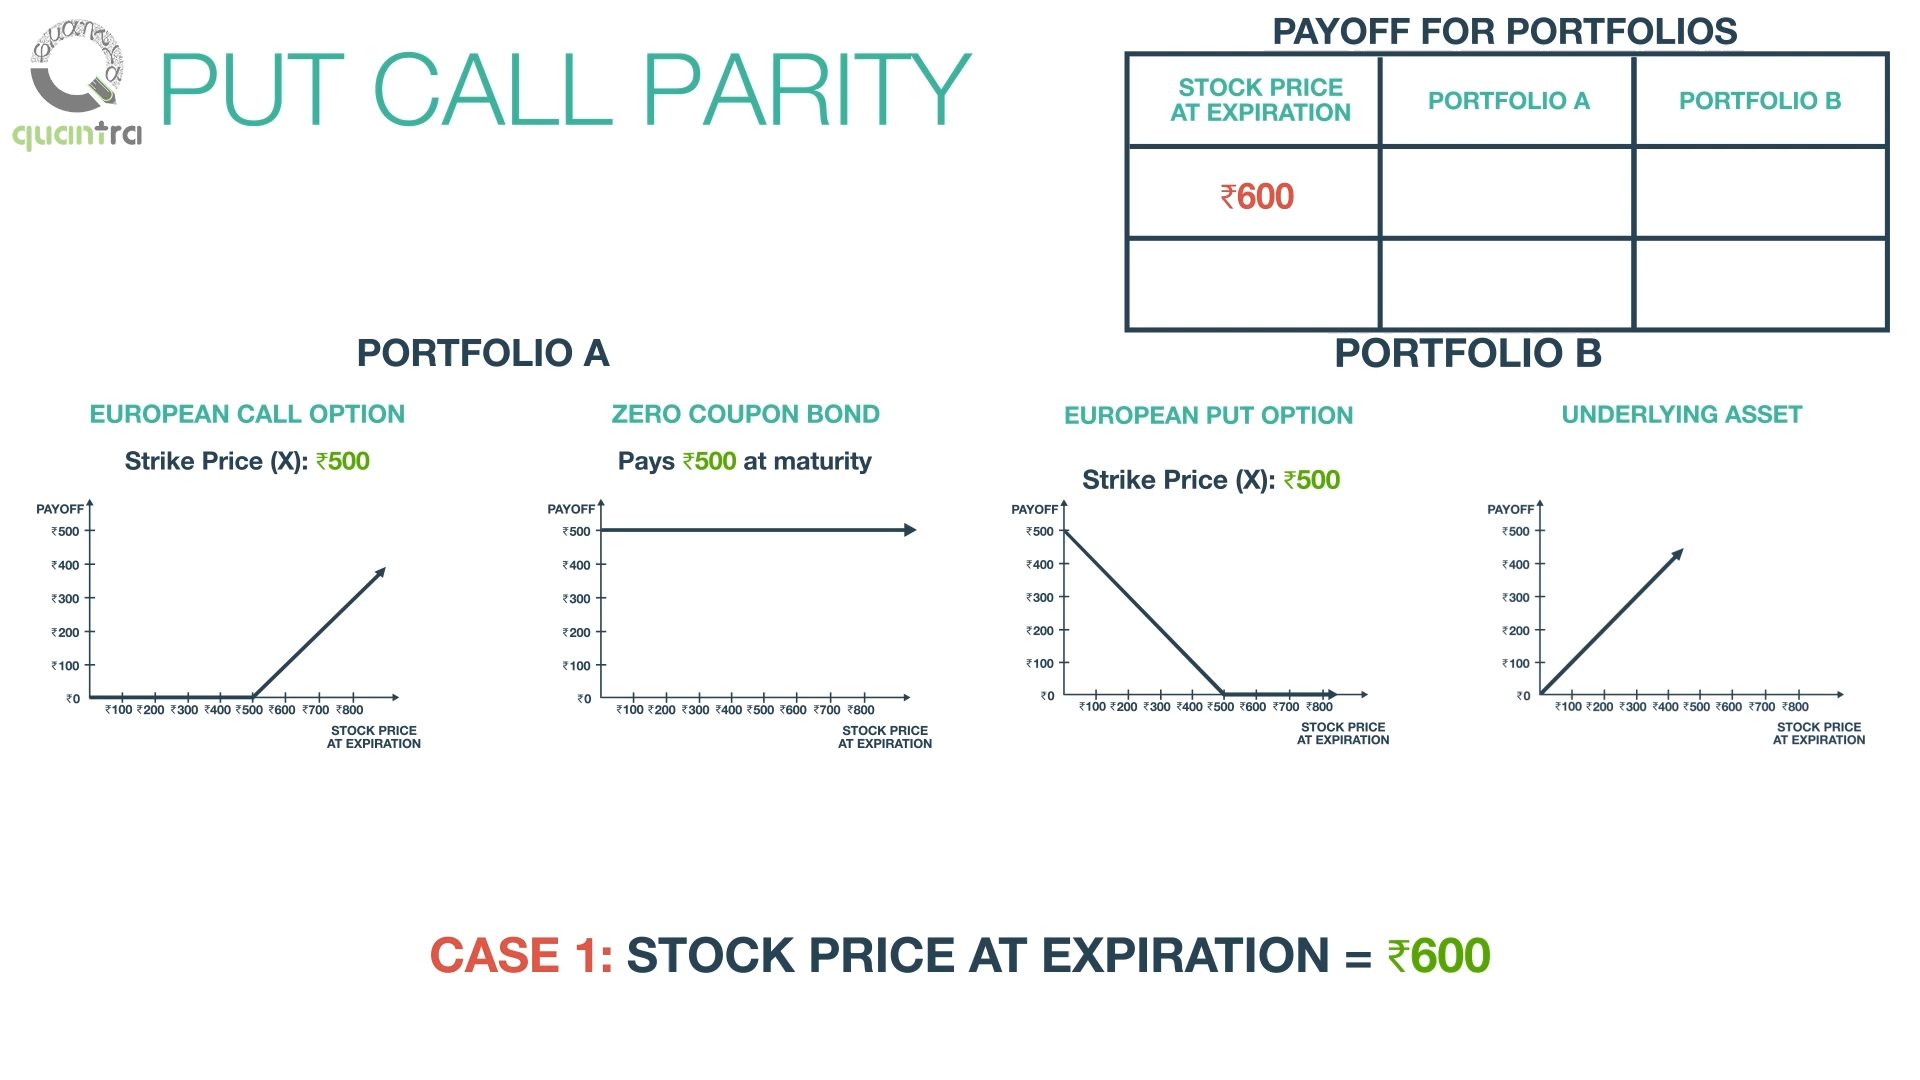 quantra
PUT CALL PARITY
PAYOFF FOR PORTFOLIOS
STOCK PRICE
AT EXPIRATION
PORTFOLIO A
PORTFOLIO B
₹600
PORTFOLIO A
EUROPEAN CALL OPTION
Strike Price (X): ₹500
PAYOFF
₹500
₹400
₹300
₹200
₹100
₹0
₹100 ₹200 ₹300 ₹400 ₹500 ₹600 ₹700 ₹800
STOCK PRICE
AT EXPIRATION
ZERO COUPON BOND
Pays ₹500 at maturity
PAYOFF
₹500
₹400
₹300
₹200
₹100
₹0
₹100 ₹200 ₹300 ₹400 ₹500 ₹600 ₹700 ₹800
STOCK PRICE
AT EXPIRATION
PORTFOLIO B
EUROPEAN PUT OPTION
Strike Price (X): ₹500
PAYOFF
₹500
₹400
₹300
₹200
₹100
₹0
₹100 ₹200 ₹300 ₹400 ₹500 ₹600 ₹700 ₹800
STOCK PRICE
AT EXPIRATION
UNDERLYING ASSET
PAYOFF
₹500
₹400
₹300
₹200
₹100
₹0
₹100 ₹200 ₹300 ₹400 ₹500 ₹600 ₹700 ₹800
STOCK PRICE
AT EXPIRATION
CASE 1: STOCK PRICE AT EXPIRATION = ₹600